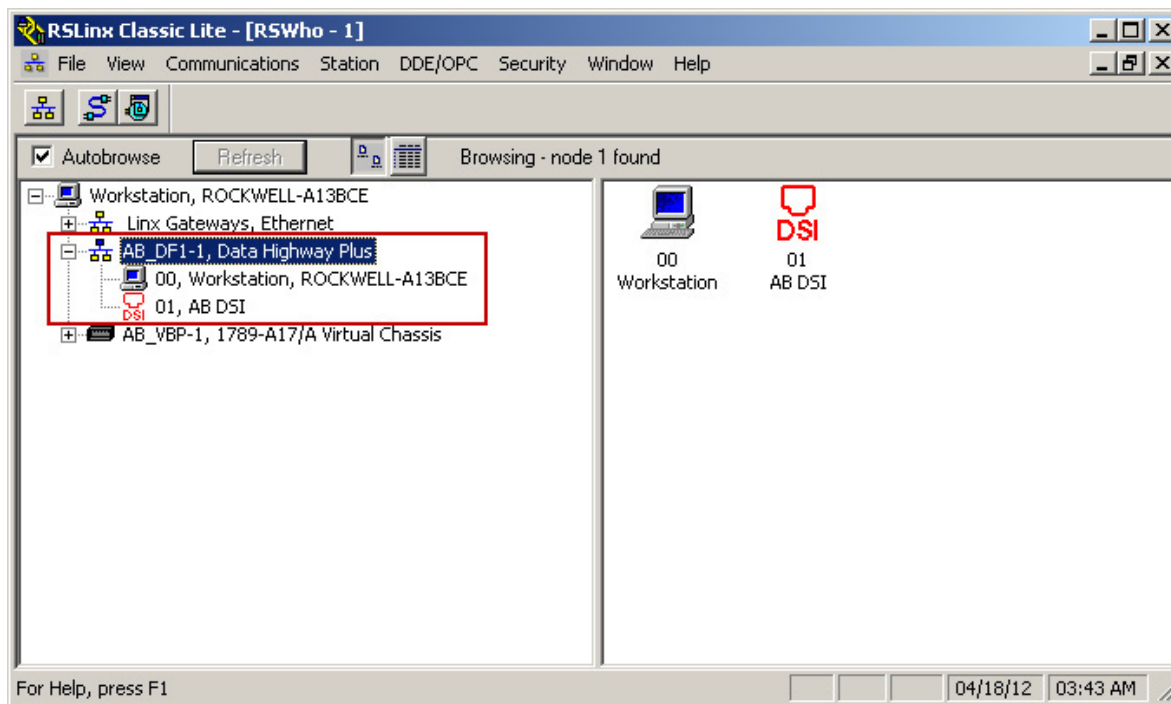 RSLinx Classic Lite - [RSWho - 1]
File View Communications Station DDE/OPC Security Window Help
Autobrowse Refresh Browsing - node 1 found
Workstation, ROCKWELL-A13BCE
Linx Gateways, Ethernet
AB_DF1-1, Data Highway Plus
00, Workstation, ROCKWELL-A13BCE
DSI 01, AB DSI
AB_VBP-1, 1789-A17/A Virtual Chassis
DSI
00 01
Workstation AB DSI
For Help, press F1 04/18/12 03:43 AM